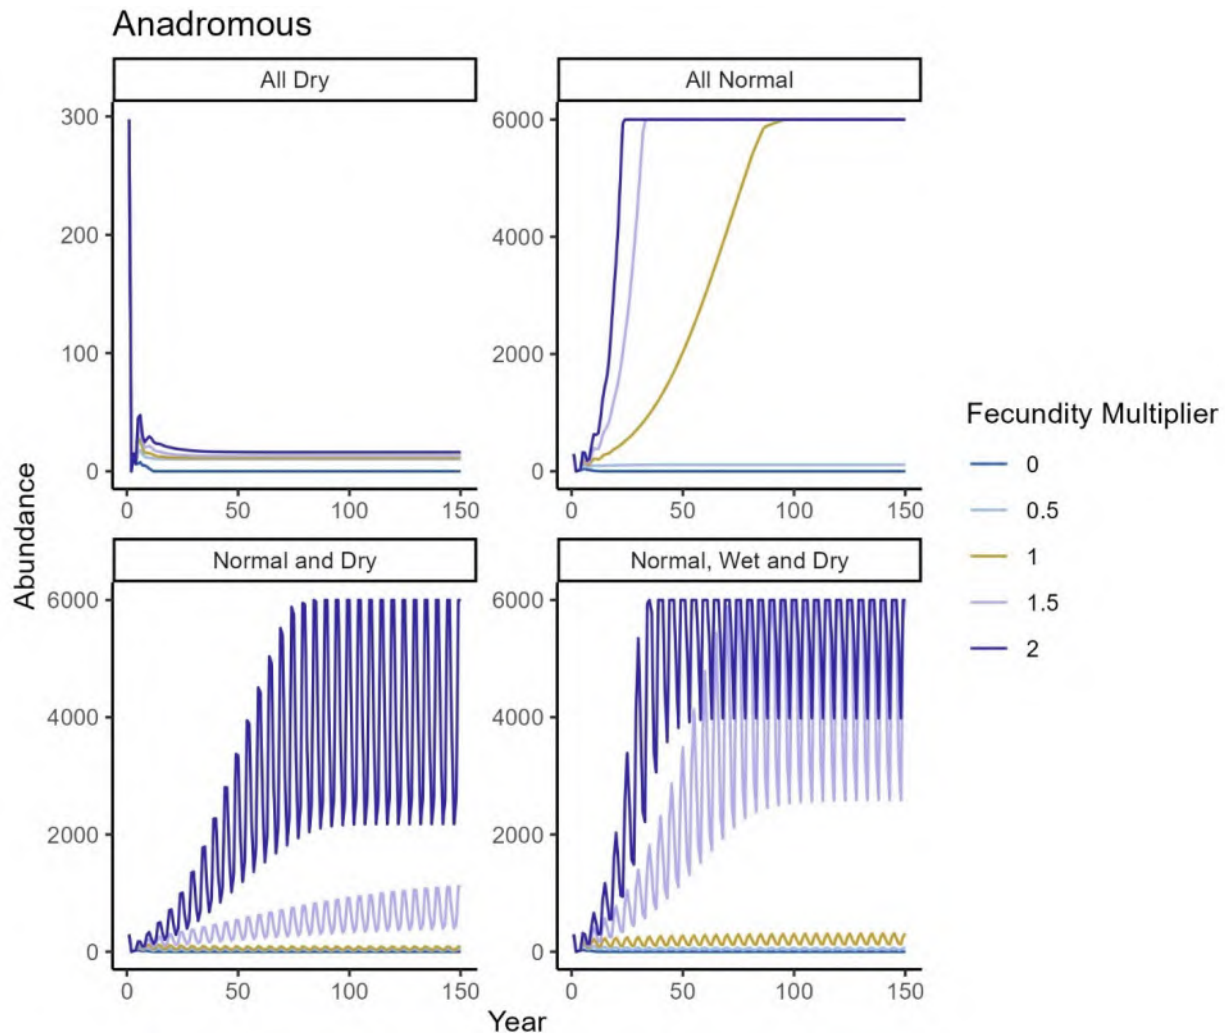 Anadromous
All Dry
All Normal
300
200
100
0
6000
4000
2000
0
0 50 100 150
0 50 100 150
Normal and Dry
Normal, Wet and Dry
6000
4000
2000
0
6000
4000
2000
0
0 50 100 150
0 50 100 150
Abundance
Year
Fecundity Multiplier
0
0.5
1
1.5
2